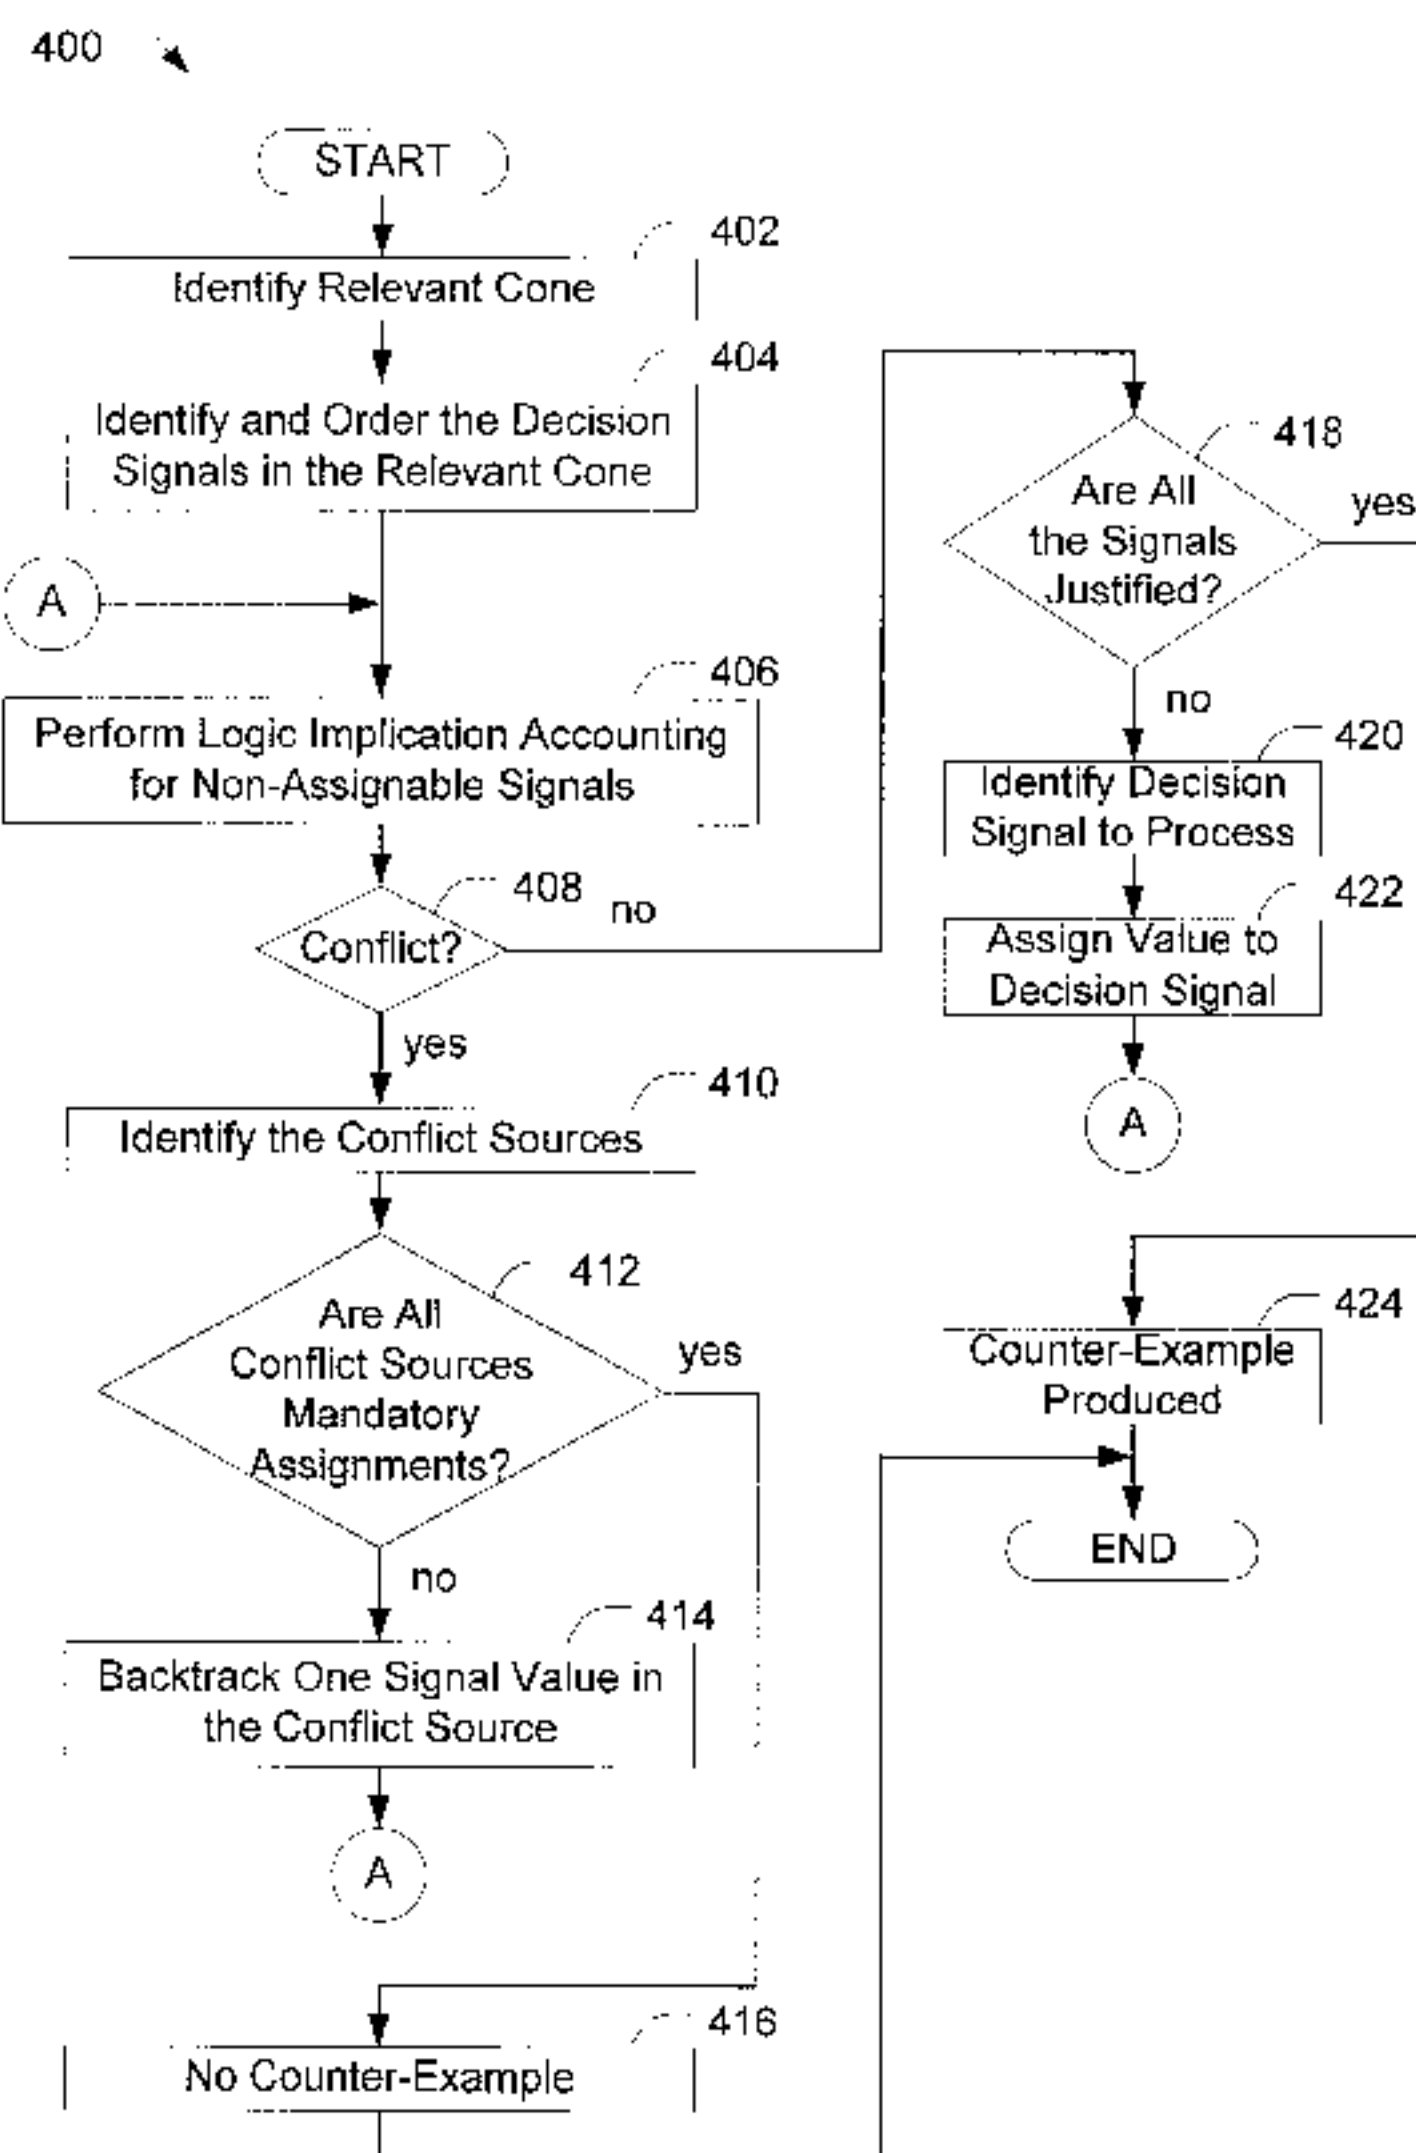 400
START
402
Identify Relevant Cone
404
Identify and Order the Decision
Signals in the Relevant Cone
A
406
Perform Logic Implication Accounting
for Non-Assignable Signals
408
no
Conflict?
yes
410
Identify the Conflict Sources
412
Are All
Conflict Sources
Mandatory
Assignments?
yes
no
414
Backtrack One Signal Value in
the Conflict Source
A
416
No Counter-Example
418
Are All
the Signals
Justified?
yes
no
420
Identify Decision
Signal to Process
422
Assign Value to
Decision Signal
A
424
Counter-Example
Produced
END